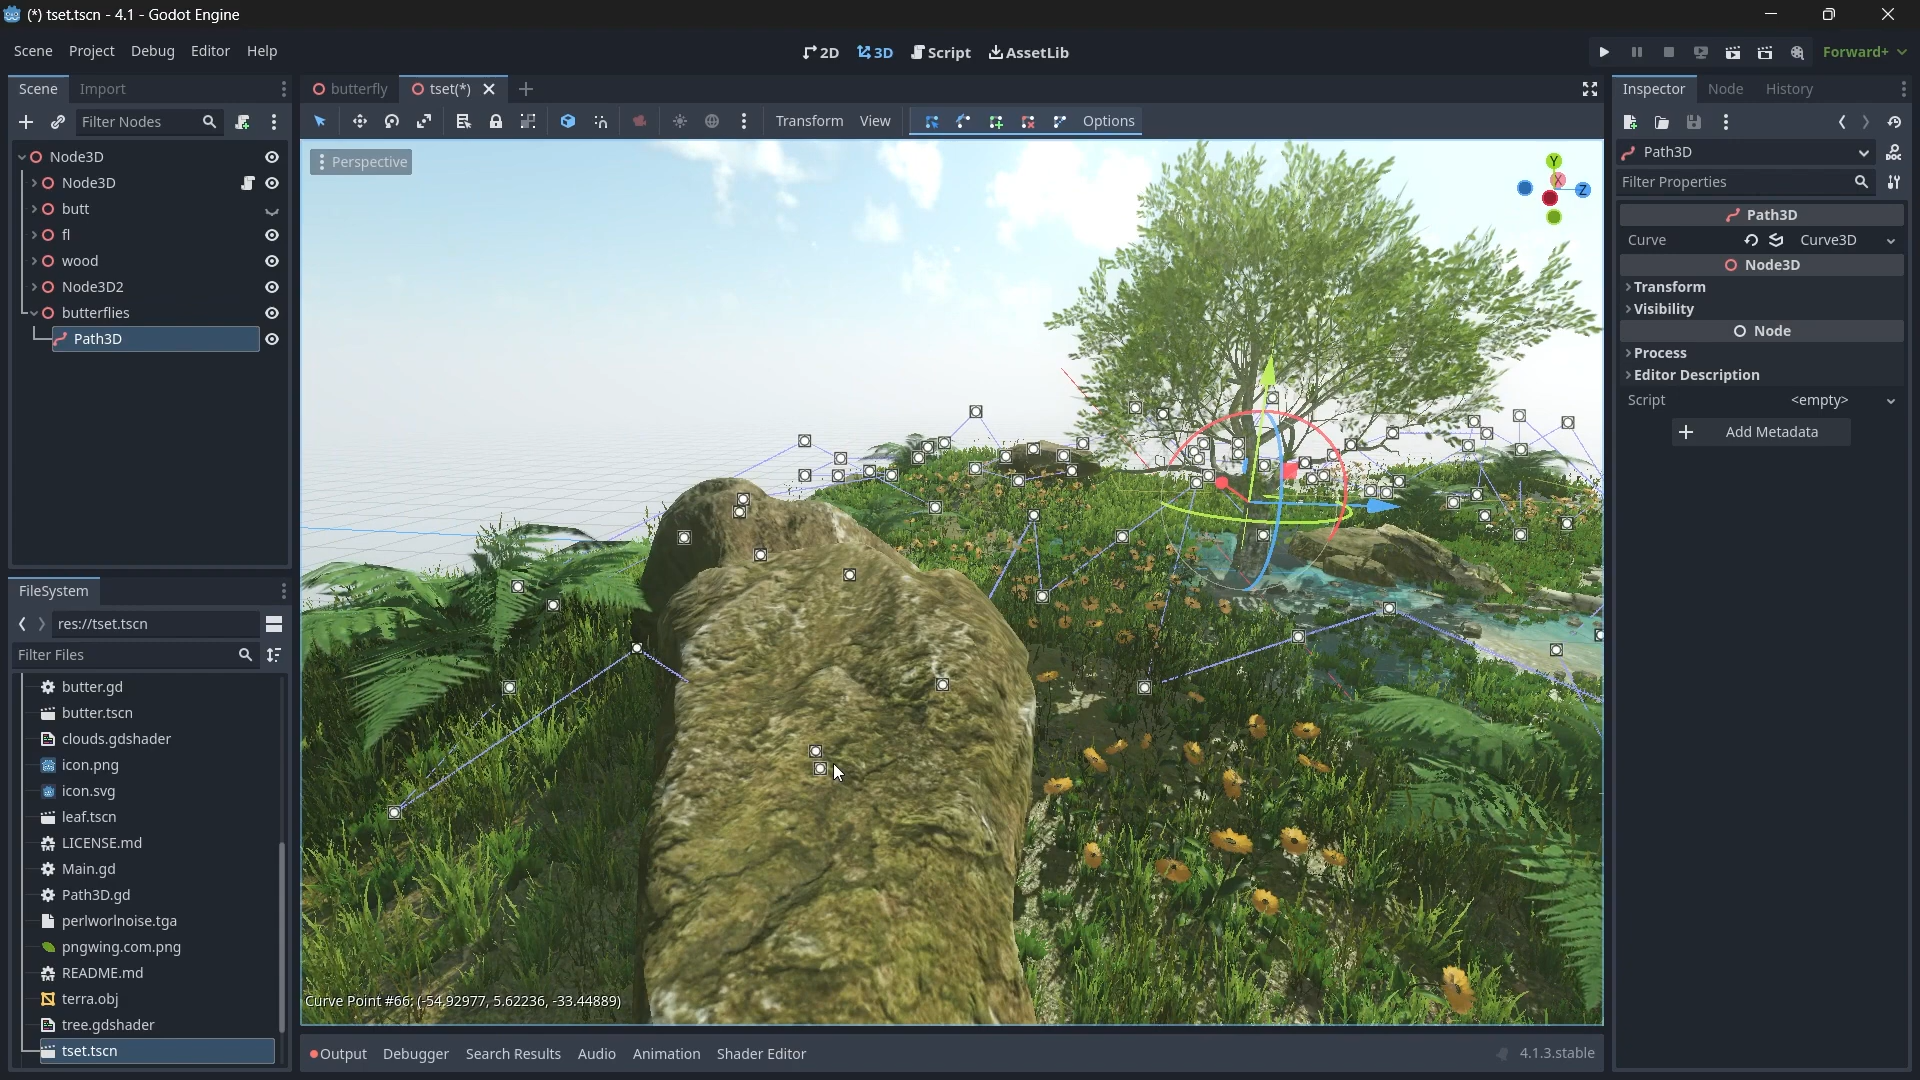 (*) tset.tscn - 4.1 - Godot Engine
Scene Project Debug Editor Help
2D 3D Script AssetLib
Forward+
Scene Import
Filter Nodes
Node3D
Node3D
butt
fl
wood
Node3D2
butterflies
Path3D
FileSystem
res://tset.tscn
Filter Files
butter.gd
butter.tscn
clouds.gdshader
icon.png
icon.svg
leaf.tscn
LICENSE.md
Main.gd
Path3D.gd
perlworlnoise.tga
pngwing.com.png
README.md
terra.obj
tree.gdshader
tset.tscn
butterfly tset(*)
Transform View Options
Perspective
Y
X
Z
Curve Point #66: (-54.92977, 5.62236, -33.44889)
Output Debugger Search Results Audio Animation Shader Editor
4.1.3.stable
Inspector Node History
Path3D
DOC
Filter Properties
Path3D
Curve Curve3D
Node3D
Transform
Visibility
Node
Process
Editor Description
Script <empty>
Add Metadata